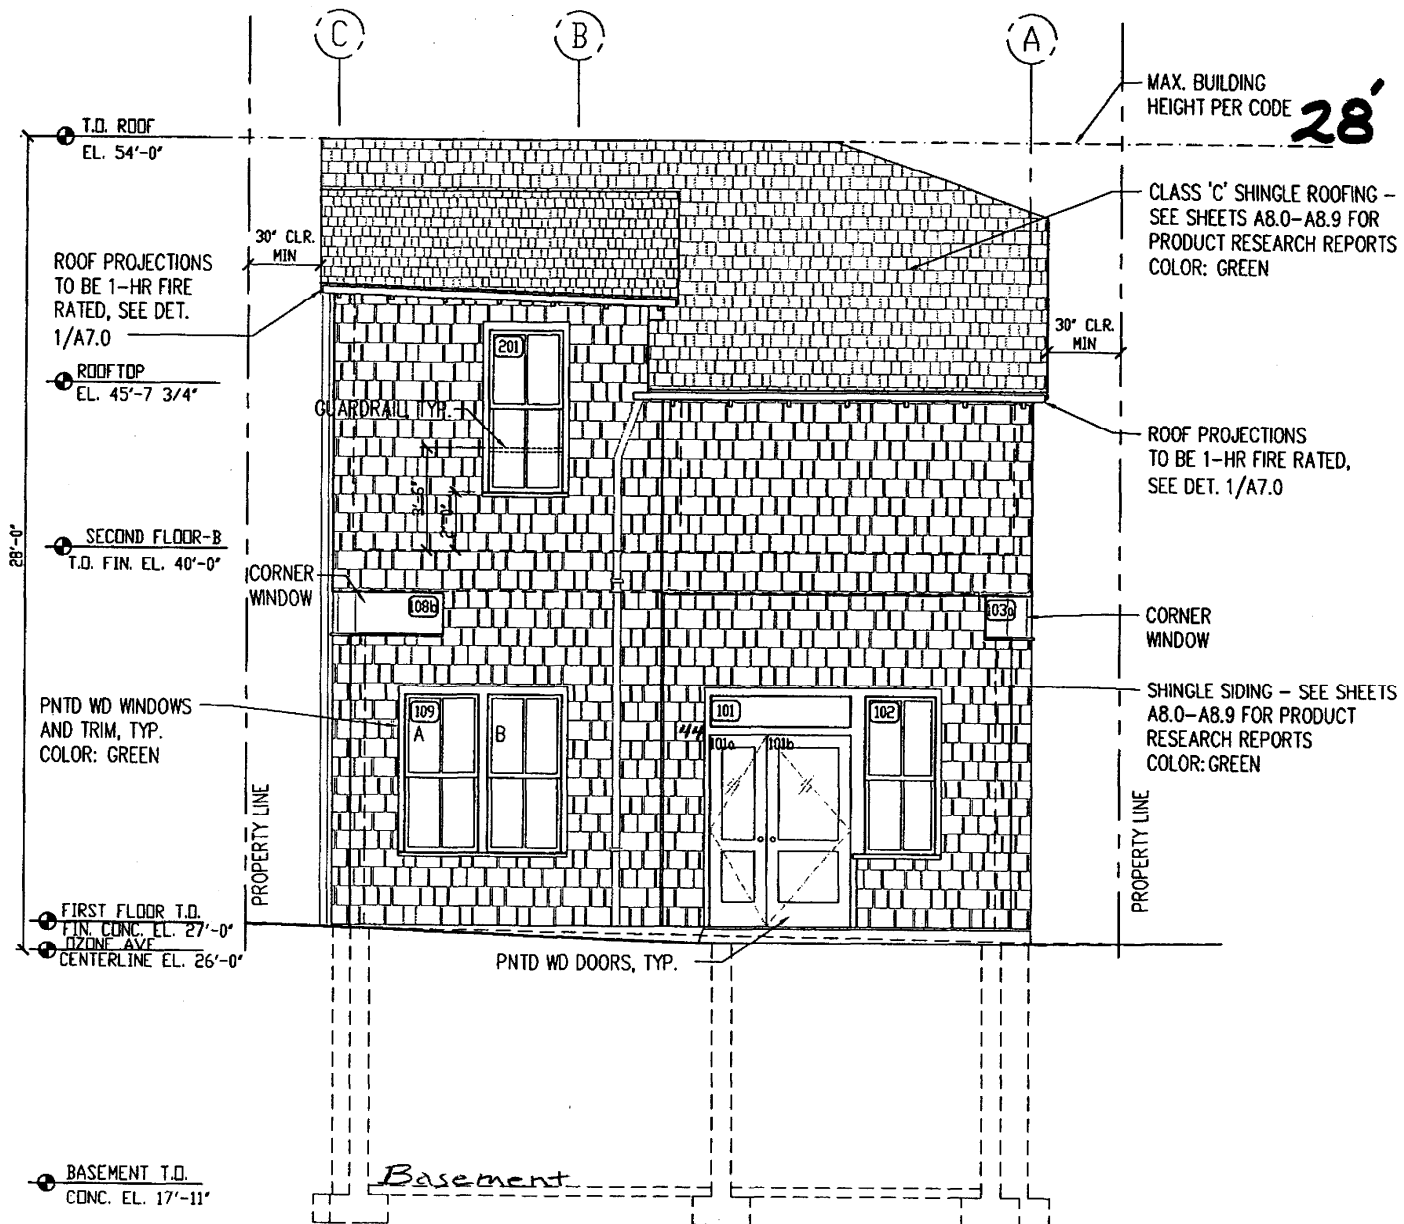 C
B
A
MAX. BUILDING
HEIGHT PER CODE 28'
T.O. ROOF
EL. 54'-0"
CLASS 'C' SHINGLE ROOFING -
SEE SHEETS A8.0-A8.9 FOR
PRODUCT RESEARCH REPORTS
COLOR: GREEN
30" CLR.
MIN
ROOF PROJECTIONS
TO BE 1-HR FIRE
RATED, SEE DET.
1/A7.0
30" CLR.
MIN
201
ROOFTOP
EL. 45'-7 3/4"
GUARDRAIL TYP.
ROOF PROJECTIONS
TO BE 1-HR FIRE RATED,
SEE DET. 1/A7.0
3'-6"
2'-0"
28'-0"
SECOND FLOOR-B
T.O. FIN. EL. 40'-0"
CORNER
WINDOW
108b
103a
CORNER
WINDOW
PNTD WD WINDOWS
AND TRIM, TYP.
COLOR: GREEN
109
A
B
44
101
101a
101b
102
SHINGLE SIDING - SEE SHEETS
A8.0-A8.9 FOR PRODUCT
RESEARCH REPORTS
COLOR: GREEN
PROPERTY LINE
PROPERTY LINE
FIRST FLOOR T.O.
FIN. CONC. EL. 27'-0"
OZONE AVE
CENTERLINE EL. 26'-0"
PNTD WD DOORS, TYP.
BASEMENT T.O.
CONC. EL. 17'-11"
Basement